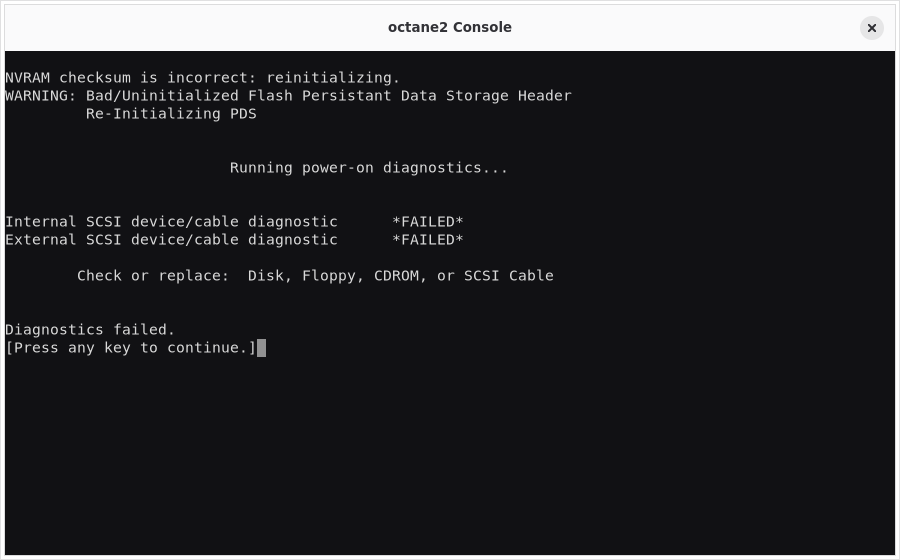 octane2 Console
NVRAM checksum is incorrect: reinitializing.
WARNING: Bad/Uninitialized Flash Persistant Data Storage Header
Re-Initializing PDS
Running power-on diagnostics...
Internal SCSI device/cable diagnostic *FAILED*
External SCSI device/cable diagnostic *FAILED*
Check or replace: Disk, Floppy, CDROM, or SCSI Cable
Diagnostics failed.
[Press any key to continue.]